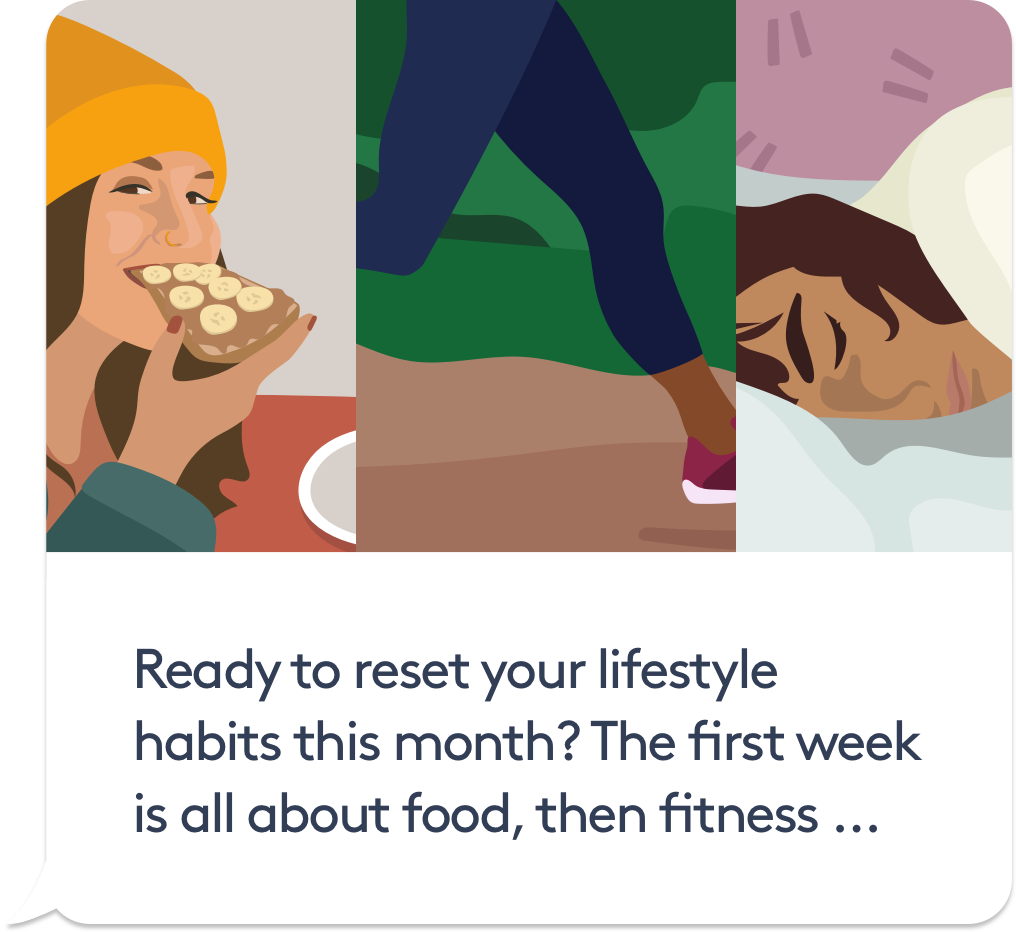 Ready to reset your lifestyle
habits this month? The first week
is all about food, then fitness ...